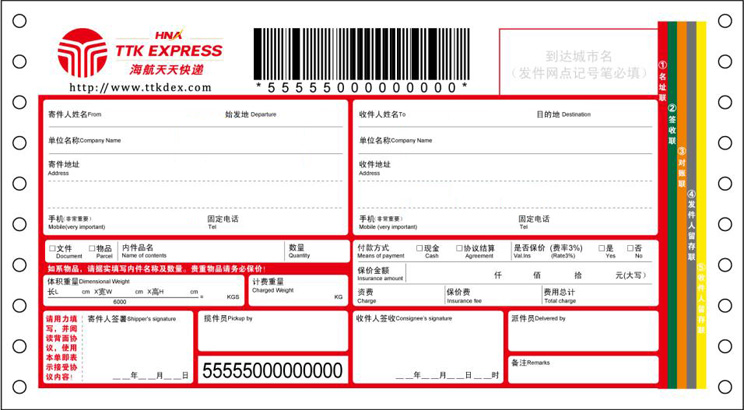 HNA
TTK EXPRESS
海航天天快递
http://www.ttkdex.com
*55555000000000*
到达城市名
(发件网点记号笔必填)
①名址联
②签收联
③对账联
④发件人留存联
寄件人姓名From 始发地 Departure
单位名称Company Name
寄件地址
Address
手机(非常重要) 固定电话
Mobile(very important) Tel
收件人姓名To 目的地 Destination
单位名称Company Name
收件地址
Address
手机(非常重要) 固定电话
Mobile(very important) Tel
□文件 □物品 内件品名 数量
Document Parcel Name of contents Quantity
如系物品,请据实填写内件名称及数量。贵重物品请务必保价!
体积重量Dimensional Weight
长L cm X宽W cm X高H cm
6000 = KGS
计费重量
Charged Weight
KG
付款方式 □现金 □协议结算 是否保价 (费率3%) □是 □否
Means of payment Cash Agreement Val.Ins (Rate3%) Yes No
保价金额 仟 佰 拾 元(大写)
Insurance amount
资费 保价费 费用总计
Charge Insurance fee Total charge
请用力填
写,并阅
读背面协
议,使用
本单即表
示接受协
议内容!
寄件人签署Shipper's signature
__年__月__日
揽件员Pickup by
55555000000000
收件人签收Consignee's signature
__年__月__日__时
派件员Delivered by
备注Remarks